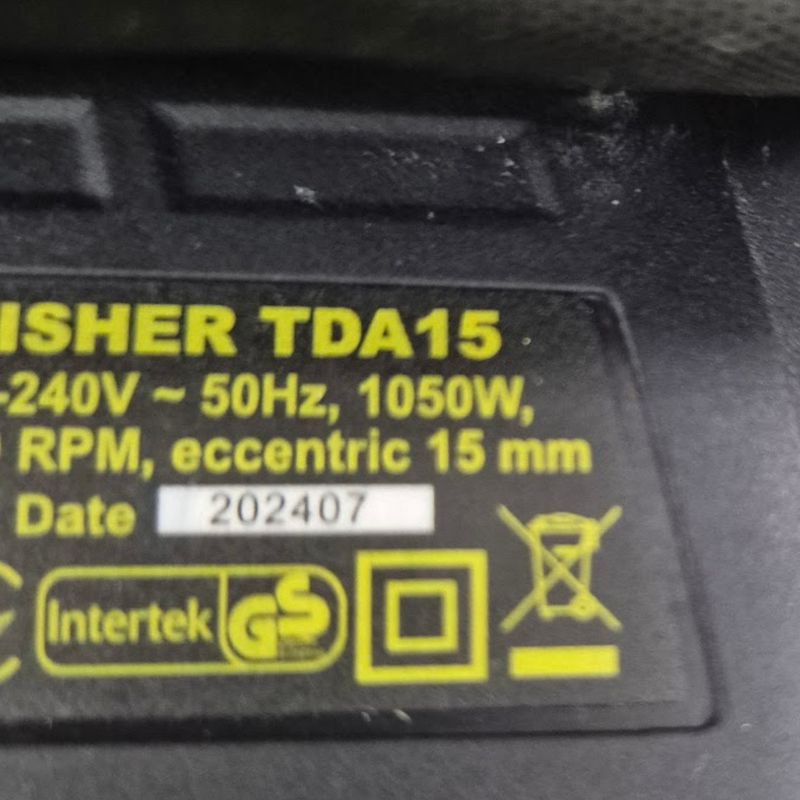 ISHER TDA15
-240V ~ 50Hz, 1050W,
RPM, eccentric 15 mm
Date 202407
Intertek GS